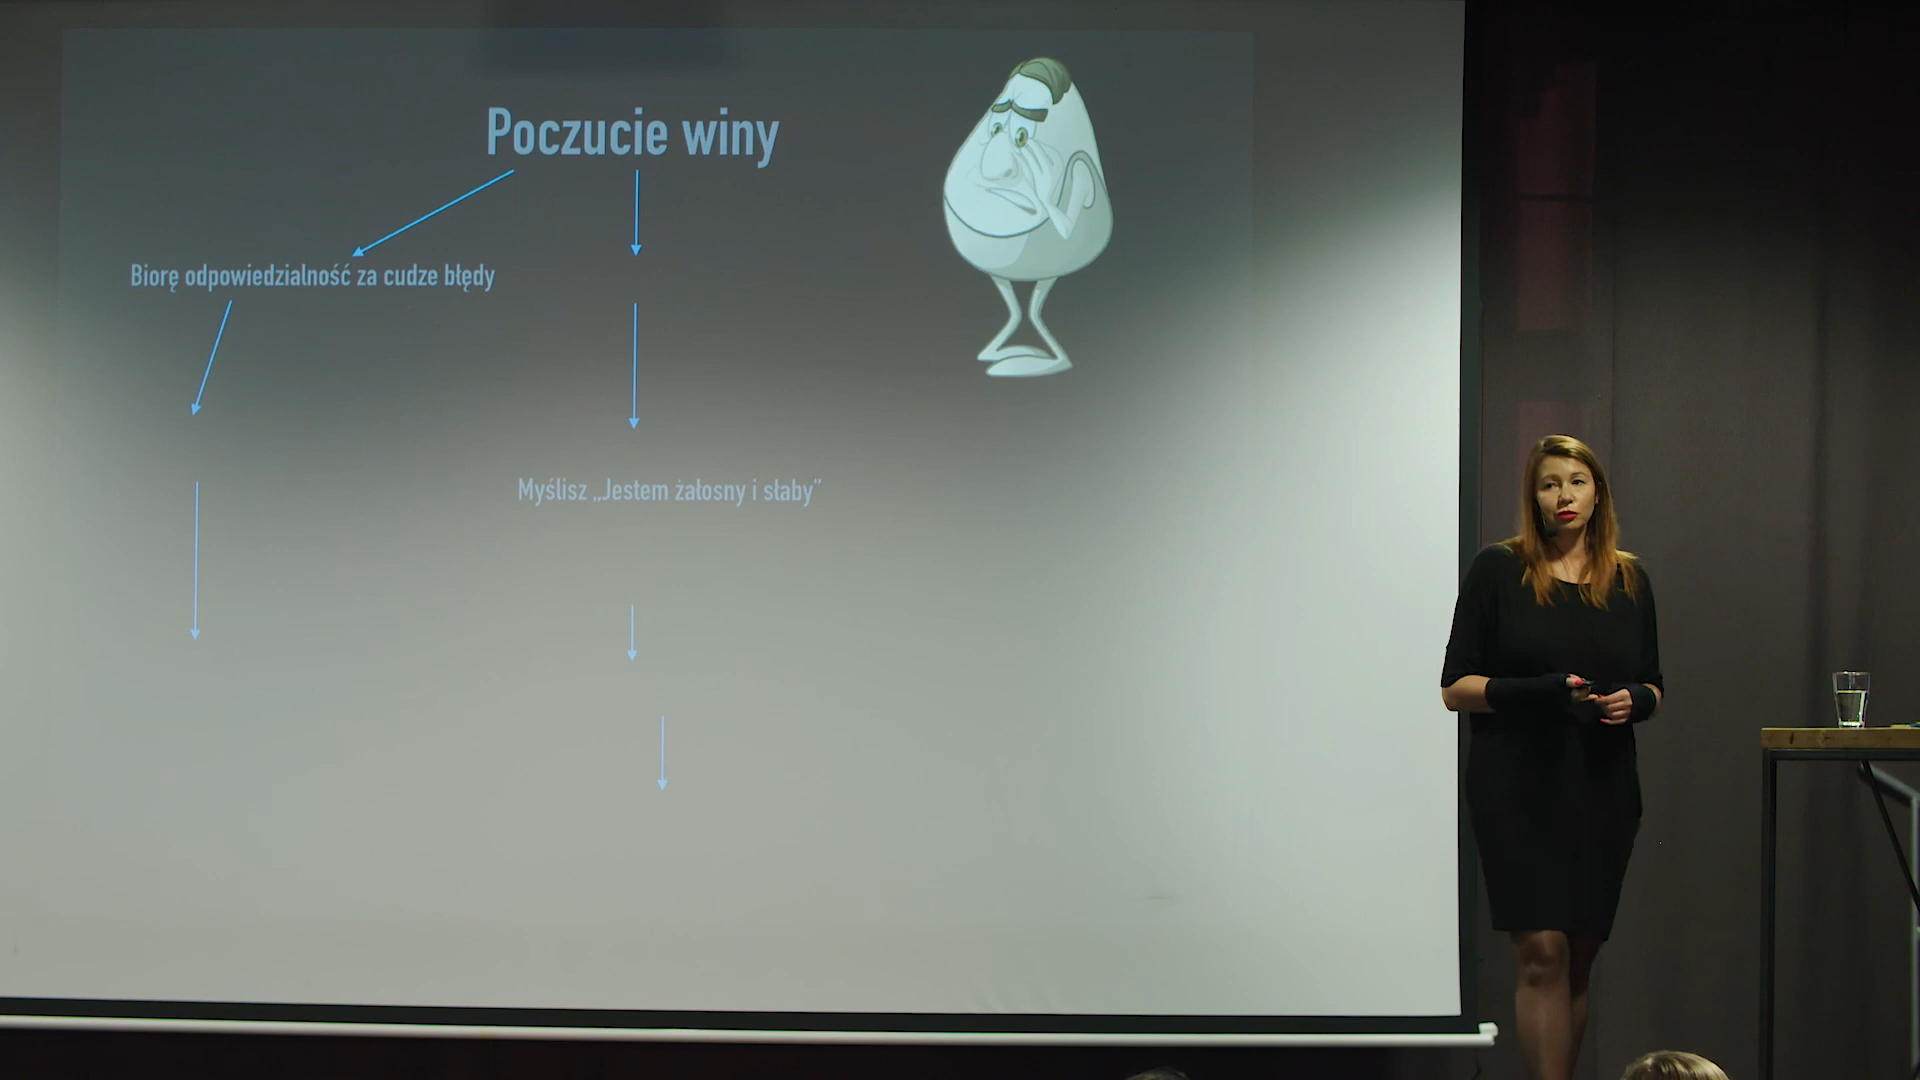 Poczucie winy
Biorę odpowiedzialność za cudze błędy
Myślisz „Jestem żałosny i słaby”